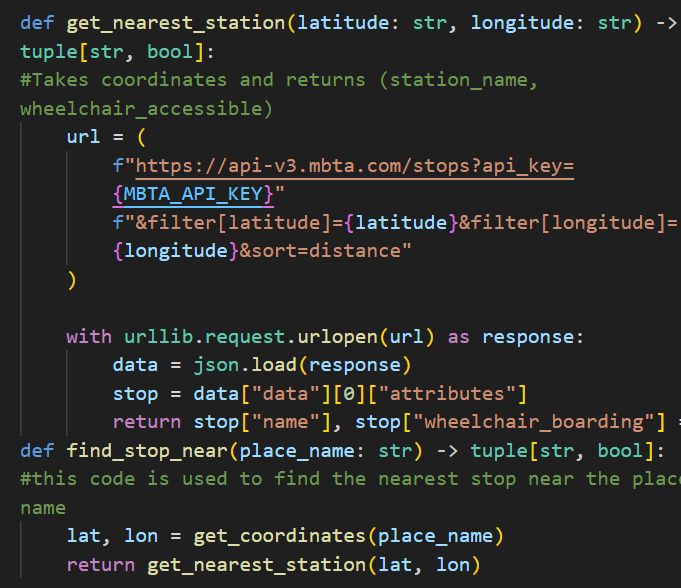 def get_nearest_station(latitude: str, longitude: str) ->
tuple[str, bool]:
#Takes coordinates and returns (station_name,
wheelchair_accessible)
    url = (
        f"https://api-v3.mbta.com/stops?api_key=
        {MBTA_API_KEY}"
        f"&filter[latitude]={latitude}&filter[longitude]=
        {longitude}&sort=distance"
    )

    with urllib.request.urlopen(url) as response:
        data = json.load(response)
        stop = data["data"][0]["attributes"]
        return stop["name"], stop["wheelchair_boarding"] =
def find_stop_near(place_name: str) -> tuple[str, bool]:
#this code is used to find the nearest stop near the place
name
    lat, lon = get_coordinates(place_name)
    return get_nearest_station(lat, lon)